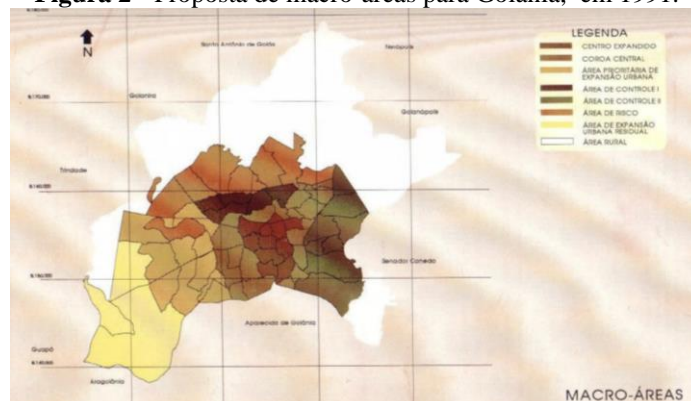 Figura 2 - Proposta de macro-áreas para Goiânia, em 1991.
N
Santo Antônio de Goiás
Nerópolis
Goianira
Goianápolis
Trindade
Senador Canedo
Aparecida de Goiânia
Guapó
Aragoiânia
LEGENDA
CENTRO EXPANDIDO
COROA CENTRAL
ÁREA PRIORITÁRIA DE
EXPANSÃO URBANA
ÁREA DE CONTROLE I
ÁREA DE CONTROLE II
ÁREA DE RISCO
ÁREA DE EXPANSÃO
URBANA RESIDUAL
ÁREA RURAL
MACRO-ÁREAS